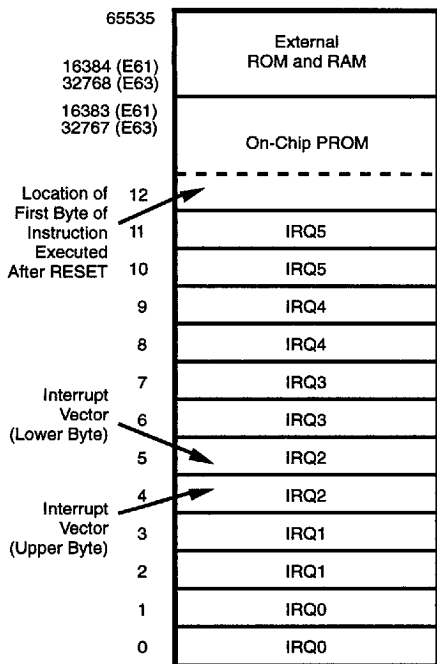 65535
External
ROM and RAM
16384 (E61)
32768 (E63)
16383 (E61)
32767 (E63)
On-Chip PROM
Location of
First Byte of
Instruction
Executed
After RESET
12
11 IRQ5
10 IRQ5
9 IRQ4
8 IRQ4
7 IRQ3
6 IRQ3
Interrupt
Vector
(Lower Byte)
5 IRQ2
4 IRQ2
Interrupt
Vector
(Upper Byte)
3 IRQ1
2 IRQ1
1 IRQ0
0 IRQ0